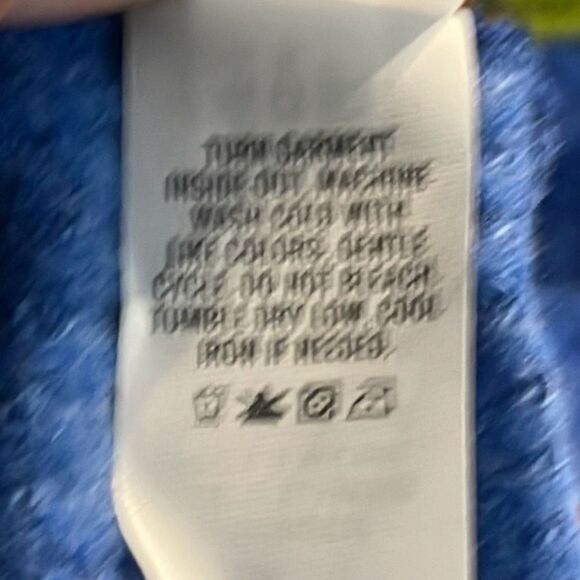 TURN GARMENT
INSIDE OUT. MACHINE
WASH COLD WITH
LIKE COLORS. GENTLE
CYCLE. DO NOT BLEACH.
TUMBLE DRY LOW. COOL
IRON IF NEEDED.